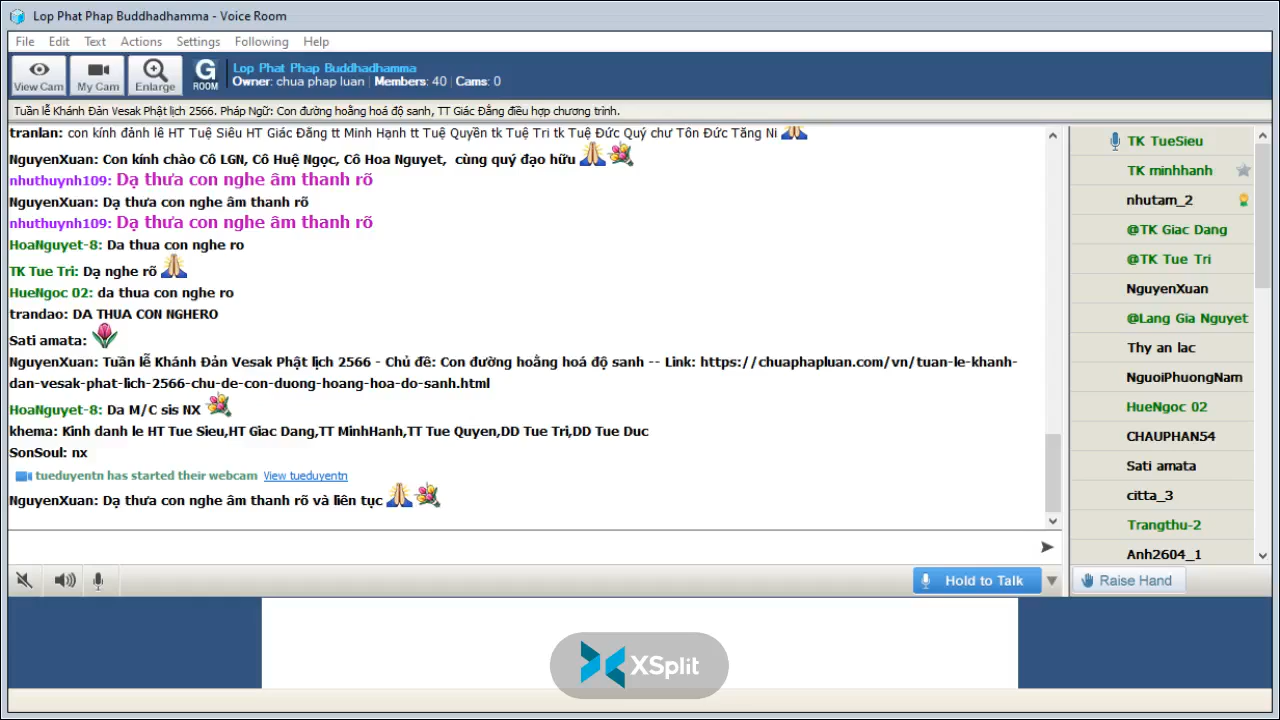 Lop Phat Phap Buddhadhamma - Voice Room
File Edit Text Actions Settings Following Help
View Cam My Cam Enlarge G ROOM
Lop Phat Phap Buddhadhamma
Owner: chua phap luan | Members: 40 | Cams: 0
Tuần lễ Khánh Đản Vesak Phật lịch 2566. Pháp Ngữ: Con đường hoằng hoá độ sanh, TT Giác Đẳng điều hợp chương trình.
tranlan: con kính đảnh lê HT Tuệ Siêu HT Giác Đẳng tt Minh Hạnh tt Tuệ Quyền tk Tuệ Tri tk Tuệ Đức Quý chư Tôn Đức Tăng Ni
NguyenXuan: Con kính chào Cô LGN, Cô Huệ Ngọc, Cô Hoa Nguyet, cùng quý đạo hữu
nhuthuynh109: Dạ thưa con nghe âm thanh rõ
NguyenXuan: Dạ thưa con nghe âm thanh rõ
nhuthuynh109: Dạ thưa con nghe âm thanh rõ
HoaNguyet-8: Da thua con nghe ro
TK Tue Tri: Dạ nghe rõ
HueNgoc 02: da thua con nghe ro
trandao: DA THUA CON NGHERO
Sati amata:
NguyenXuan: Tuần lễ Khánh Đản Vesak Phật lịch 2566 - Chủ đề: Con đường hoằng hoá độ sanh -- Link: https://chuaphapluan.com/vn/tuan-le-khanh-
dan-vesak-phat-lich-2566-chu-de-con-duong-hoang-hoa-do-sanh.html
HoaNguyet-8: Da M/C sis NX
khema: Kinh danh le HT Tue Sieu,HT Giac Dang,TT MinhHanh,TT Tue Quyen,DD Tue Tri,DD Tue Duc
SonSoul: nx
tueduyentn has started their webcam View tueduyentn
NguyenXuan: Dạ thưa con nghe âm thanh rõ và liên tục
Hold to Talk
TK TueSieu
TK minhhanh
nhutam_2
@TK Giac Dang
@TK Tue Tri
NguyenXuan
@Lang Gia Nguyet
Thy an lac
NguoiPhuongNam
HueNgoc 02
CHAUPHAN54
Sati amata
citta_3
Trangthu-2
Anh2604_1
Raise Hand
XSplit